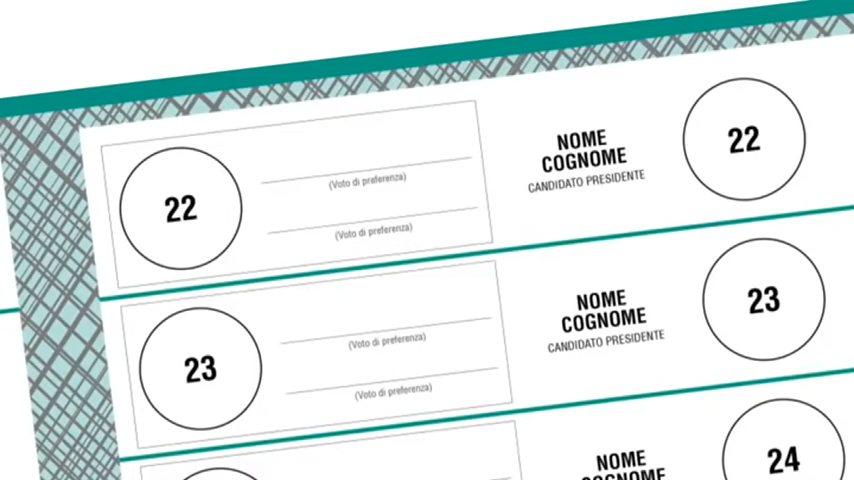 22
(Voto di preferenza)
(Voto di preferenza)
NOME
COGNOME
CANDIDATO PRESIDENTE
22
23
(Voto di preferenza)
(Voto di preferenza)
NOME
COGNOME
CANDIDATO PRESIDENTE
23
NOME
COGNOME
24